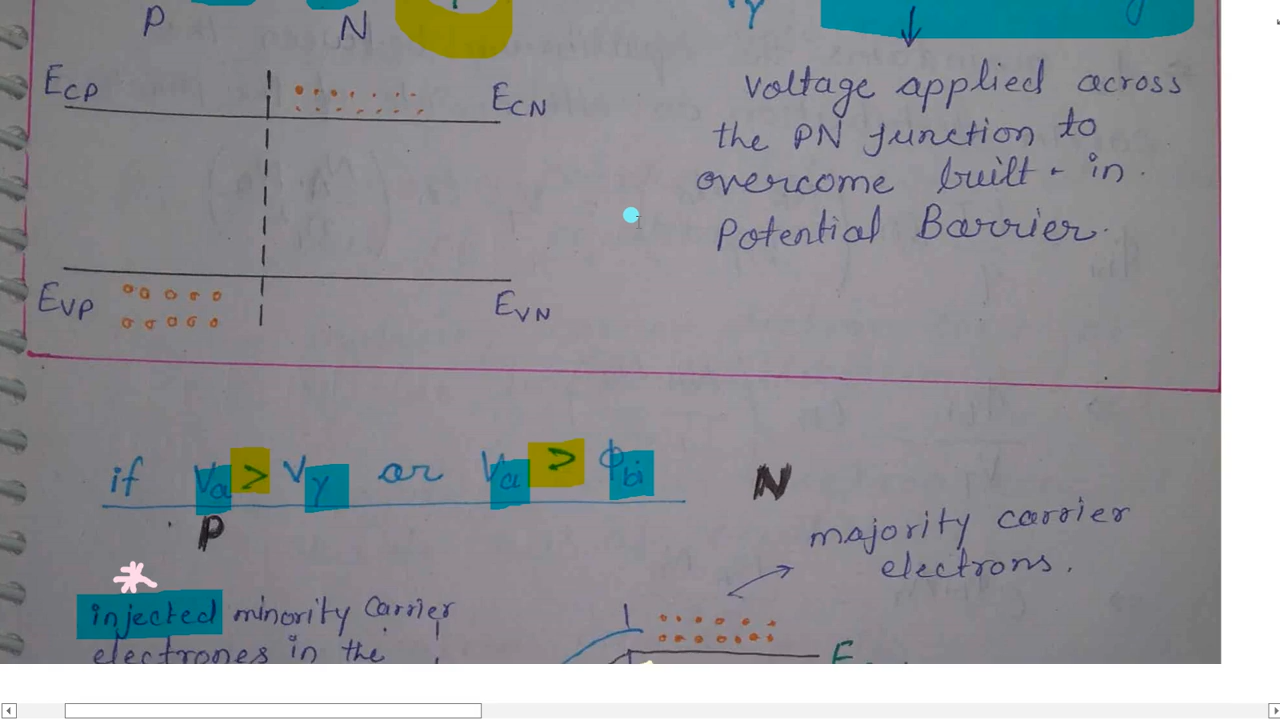 P N
Vγ
ECP
ECN
Voltage applied across
the PN Junction to
overcome built-in
Potential Barrier.
EVP
EVN
if Va > Vγ or Va > ϕbi
P
N
majority carrier
electrons.
*
injected minority carrier
electrones in the